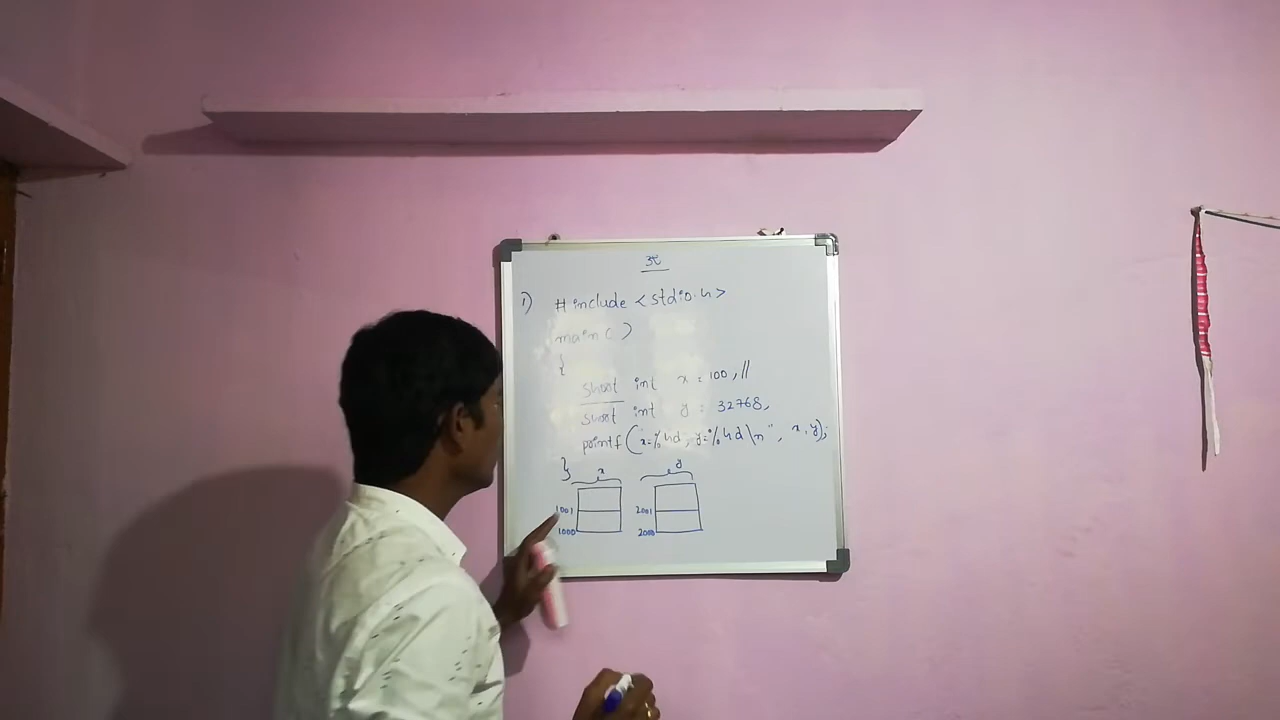 1) #include <stdio.h>
main( )
{
short int x = 100, //
short int y = 32768,
printf("x=%hd, y=%hd\n", x, y);
}
x y
1001 2001
1000 2000